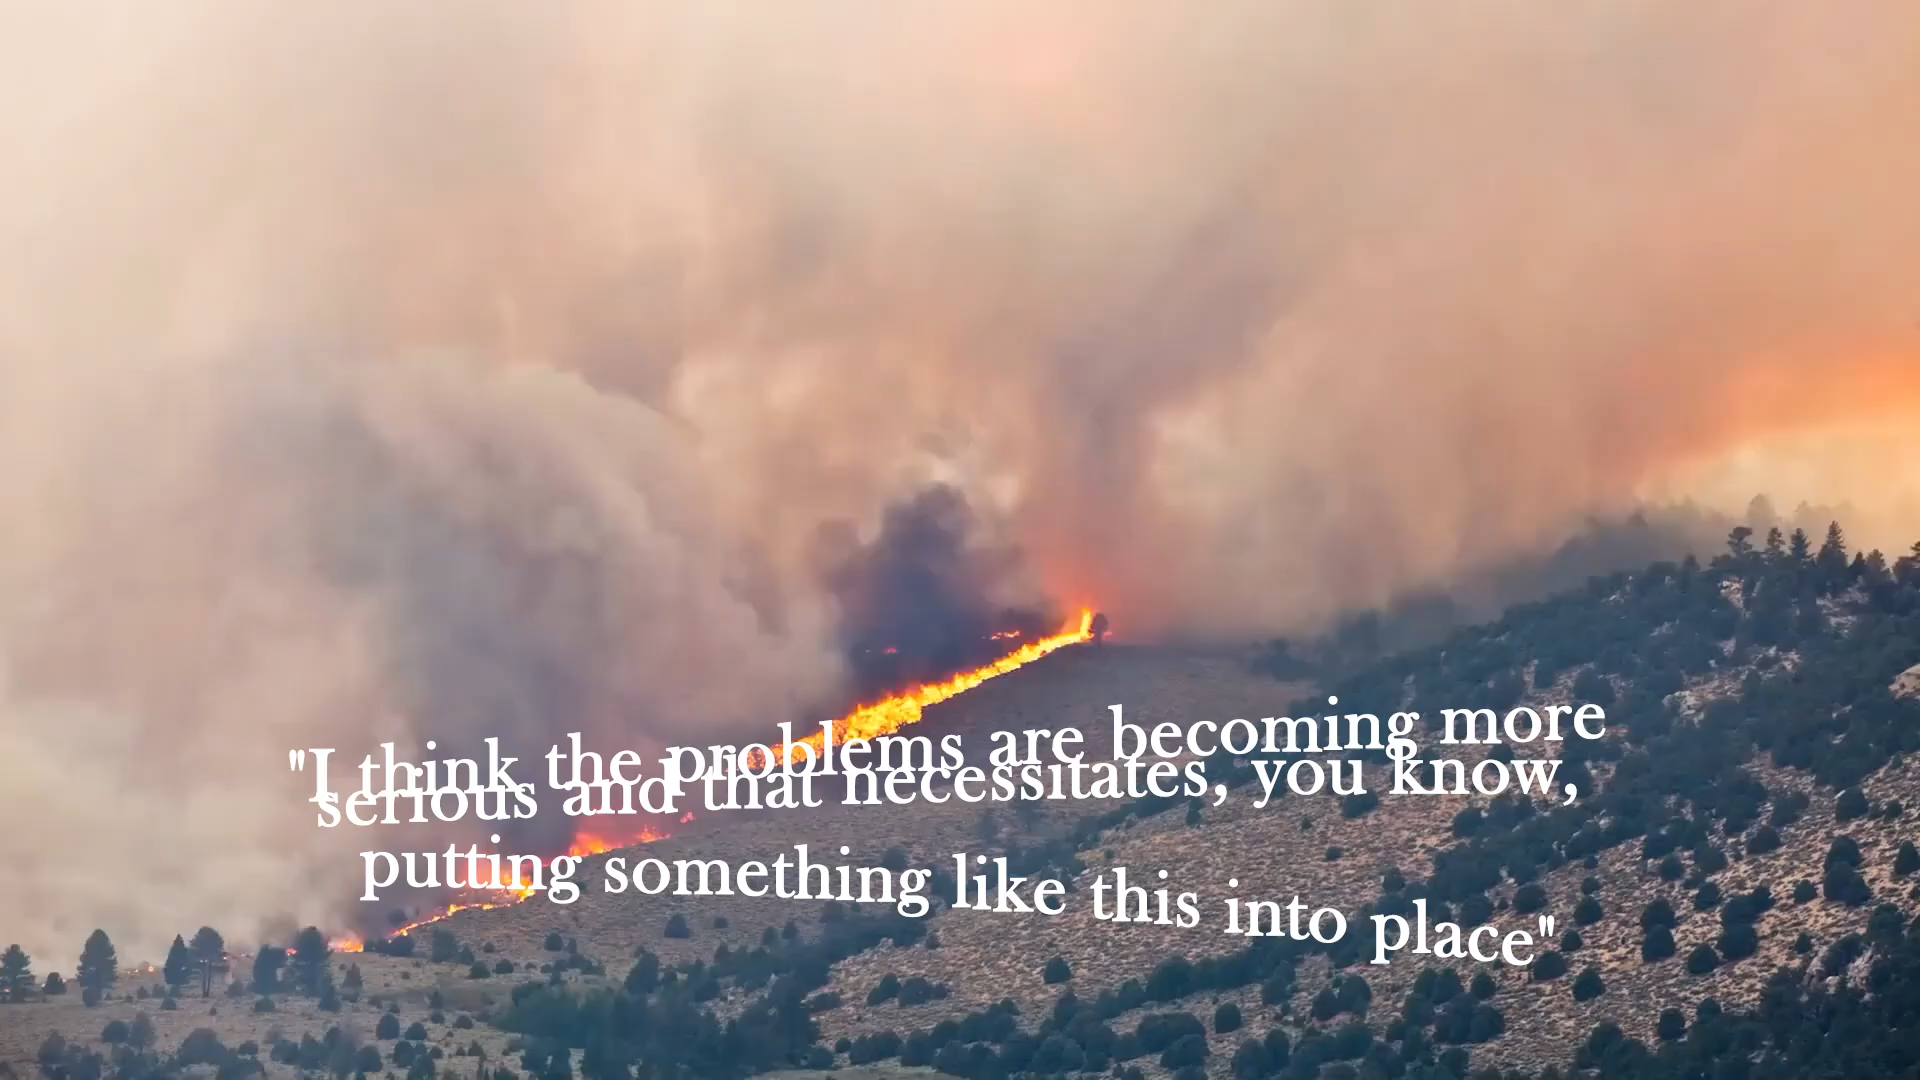 "I think the problems are becoming more
serious and that necessitates, you know,
putting something like this into place"